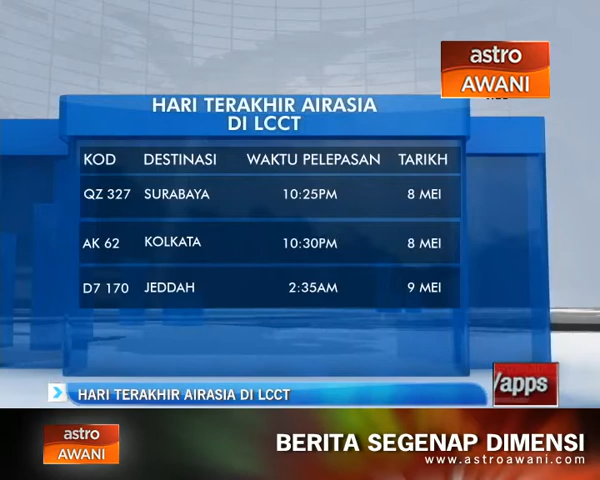 astro
AWANI
HARI TERAKHIR AIRASIA
DI LCCT
KOD DESTINASI WAKTU PELEPASAN TARIKH
QZ 327 SURABAYA 10:25PM 8 MEI
AK 62 KOLKATA 10:30PM 8 MEI
D7 170 JEDDAH 2:35AM 9 MEI
/apps
HARI TERAKHIR AIRASIA DI LCCT
astro
AWANI
BERITA SEGENAP DIMENSI
www.astroawani.com